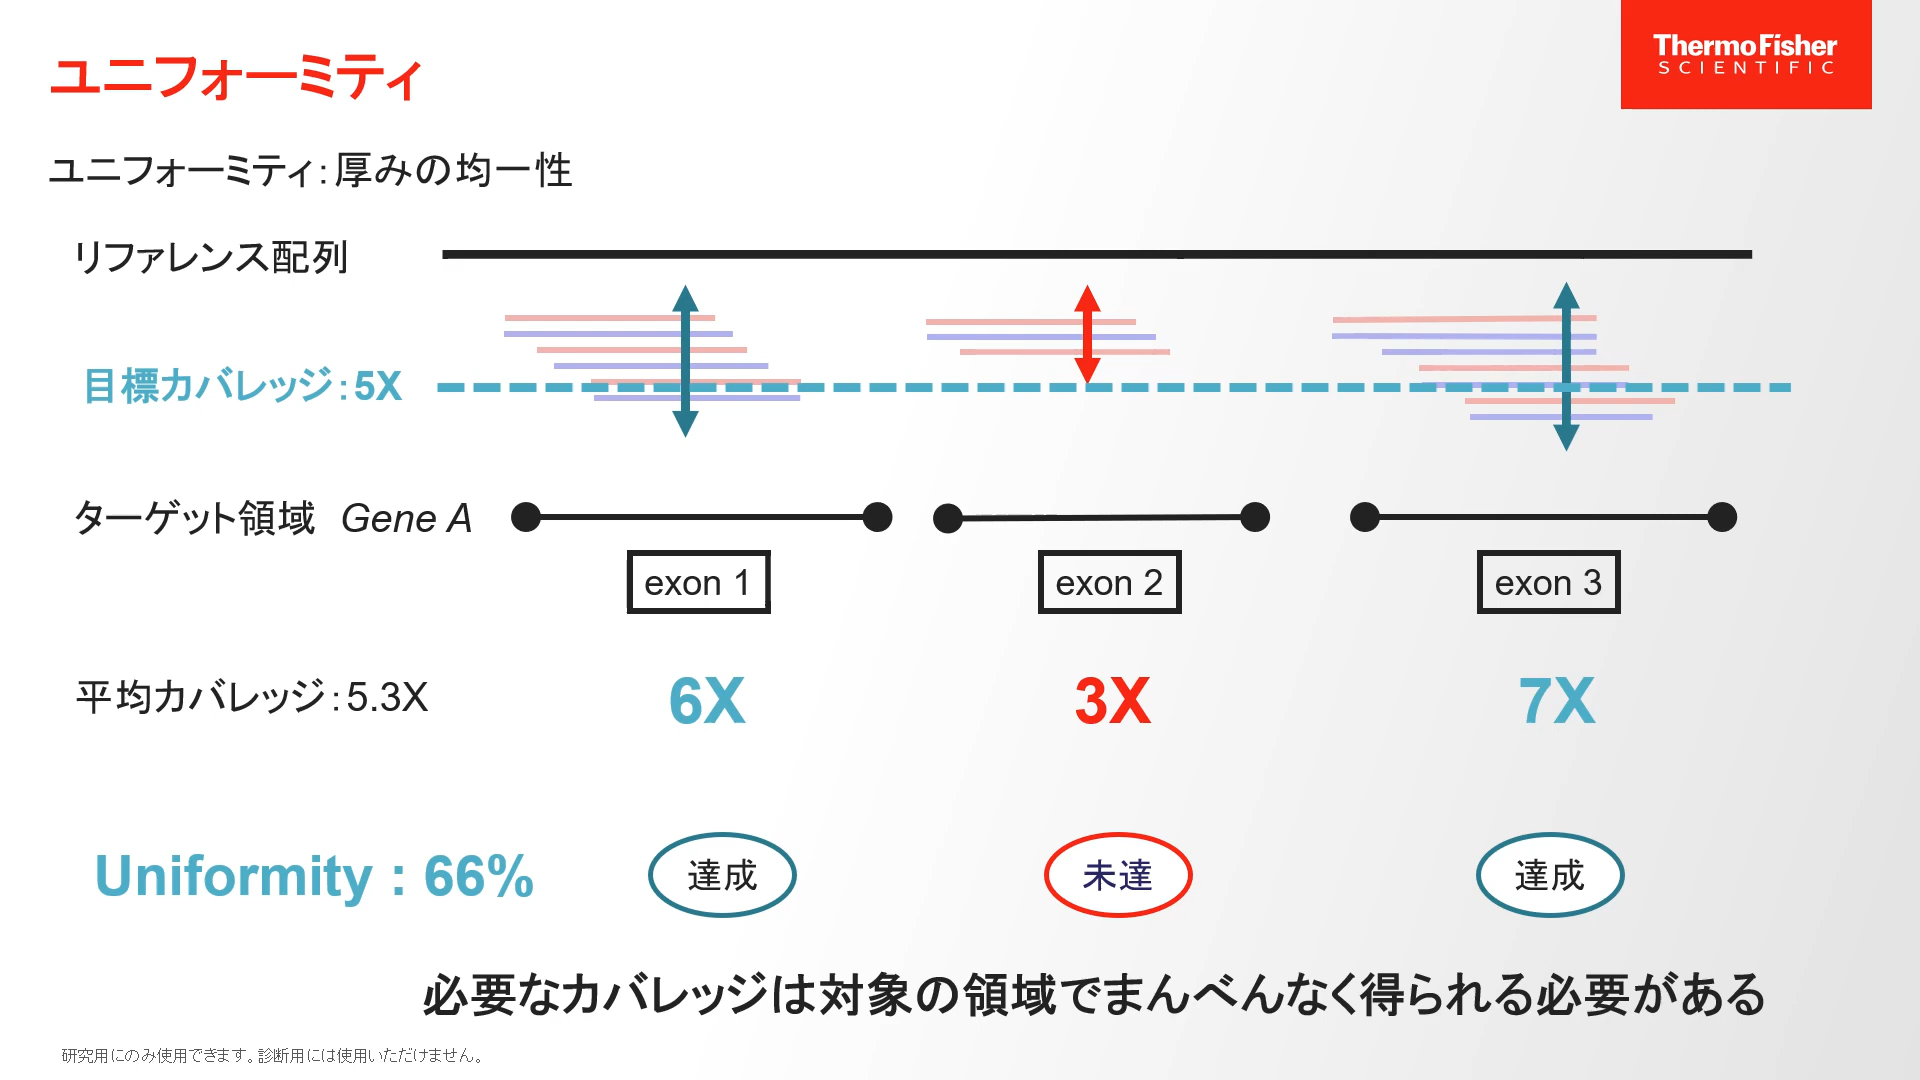 ユニフォーミティ
ThermoFisher
SCIENTIFIC
ユニフォーミティ：厚みの均一性
リファレンス配列
目標カバレッジ：5X
ターゲット領域 Gene A
exon 1
exon 2
exon 3
平均カバレッジ：5.3X
6X
3X
7X
Uniformity : 66%
達成
未達
達成
必要なカバレッジは対象の領域でまんべんなく得られる必要がある
研究用にのみ使用できます。診断用には使用いただけません。